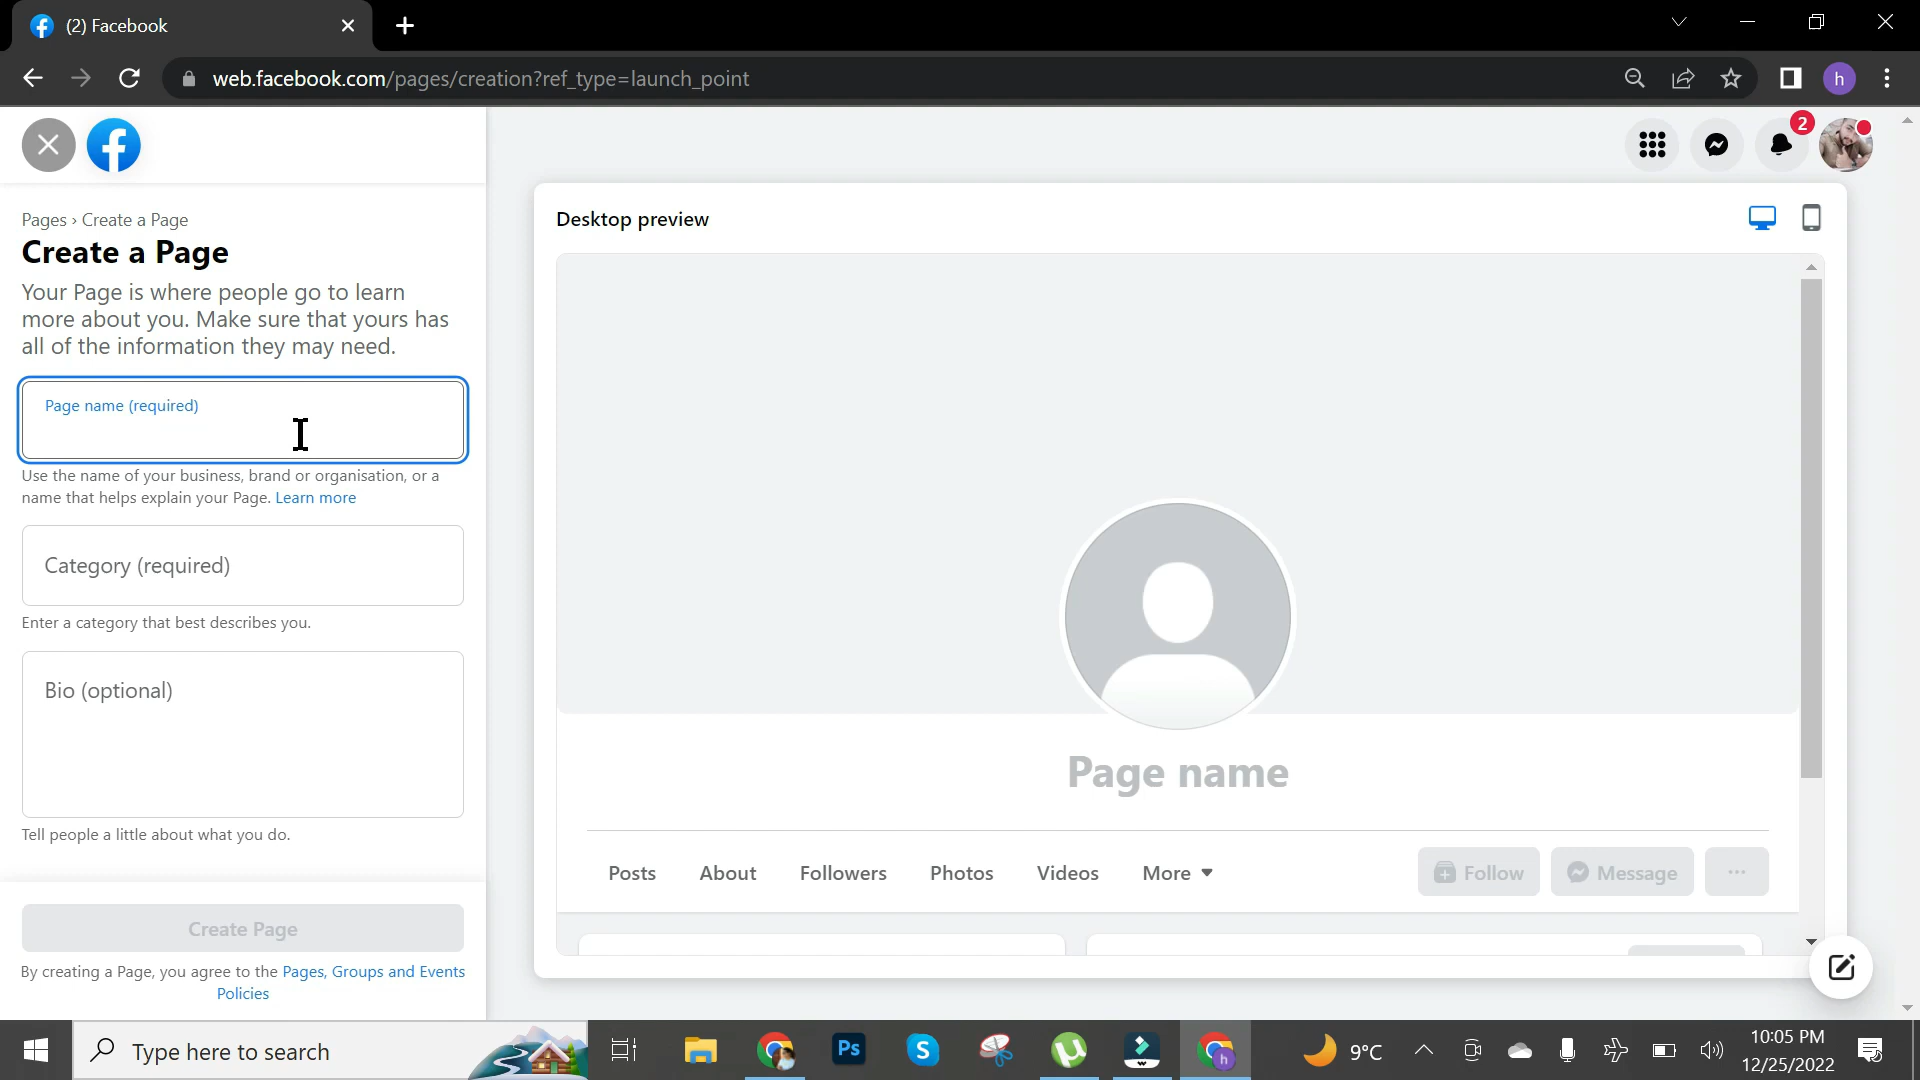 (2) Facebook
web.facebook.com/pages/creation?ref_type=launch_point
h
2
Pages › Create a Page
Create a Page
Your Page is where people go to learn
more about you. Make sure that yours has
all of the information they may need.
Page name (required)
Use the name of your business, brand or organisation, or a
name that helps explain your Page. Learn more
Category (required)
Enter a category that best describes you.
Bio (optional)
Tell people a little about what you do.
Create Page
By creating a Page, you agree to the Pages, Groups and Events
Policies
Desktop preview
Page name
Posts About Followers Photos Videos More
Follow Message
Type here to search
Ps
S
h
9°C
10:05 PM
12/25/2022